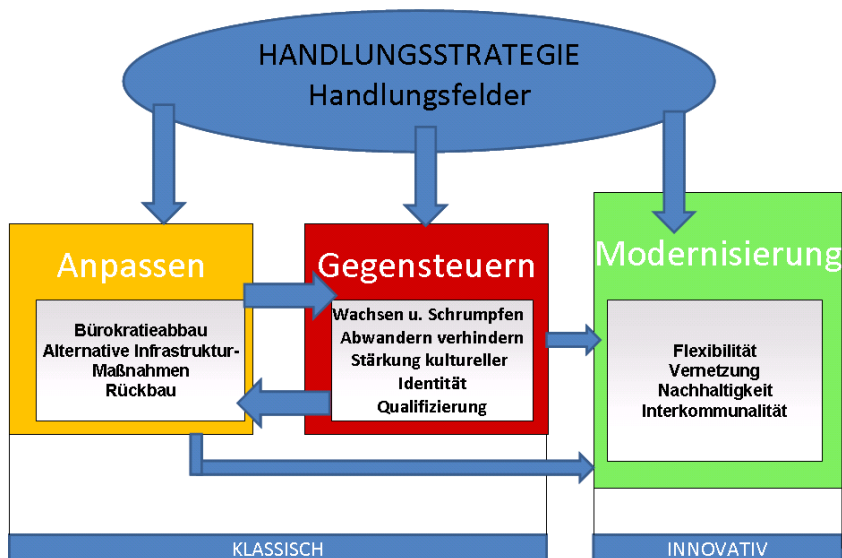 HANDLUNGSSTRATEGIE
Handlungsfelder
Anpassen
Bürokratieabbau
Alternative Infrastruktur-
Maßnahmen
Rückbau
Gegensteuern
Wachsen u. Schrumpfen
Abwandern verhindern
Stärkung kultureller
Identität
Qualifizierung
Modernisierung
Flexibilität
Vernetzung
Nachhaltigkeit
Interkommunalität
KLASSISCH
INNOVATIV